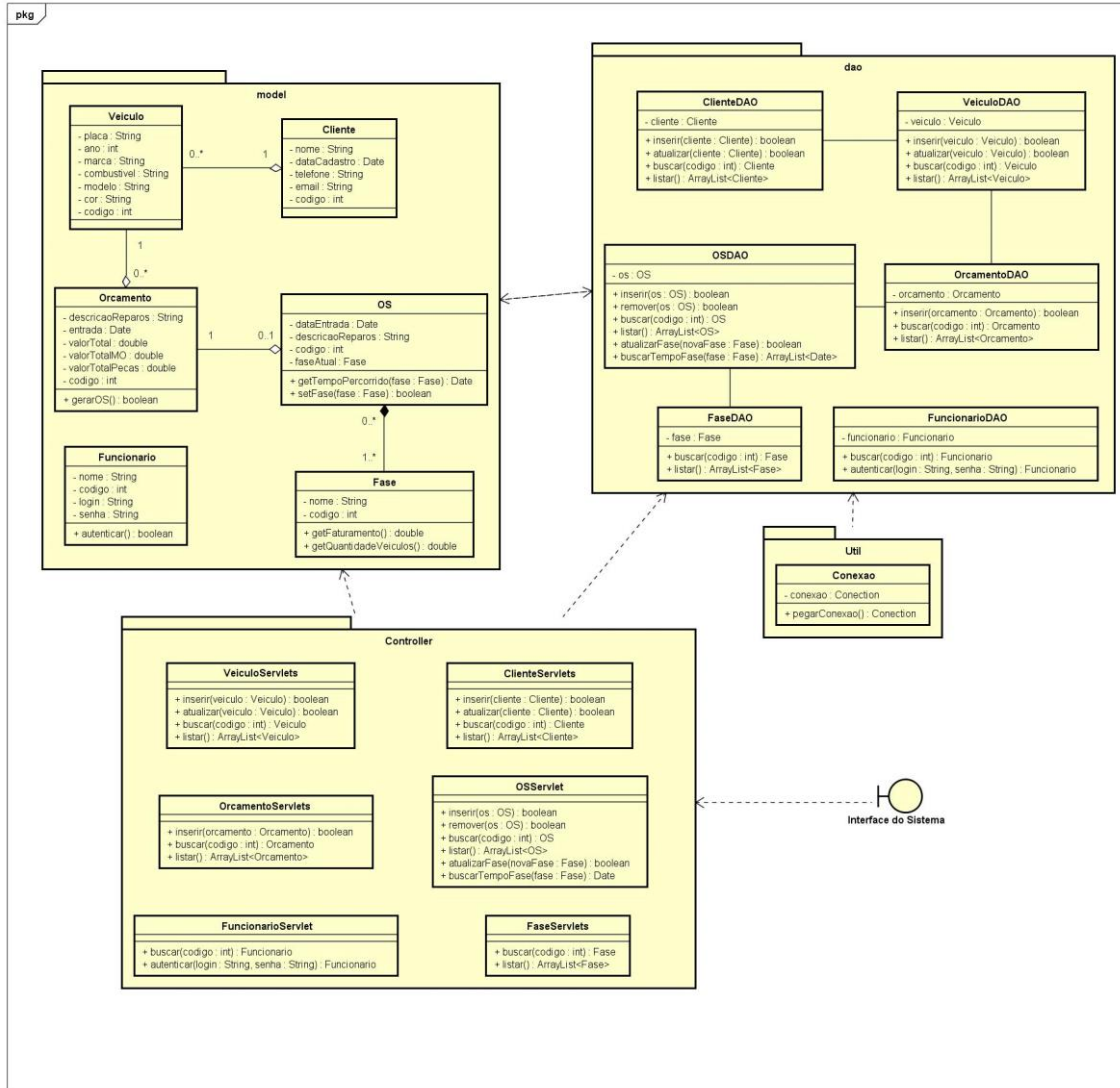 pkg
model
Veiculo
- placa : String
- ano : int
- marca : String
- combustivel : String
- modelo : String
- cor : String
- codigo : int
0..*
1
Cliente
- nome : String
- dataCadastro : Date
- telefone : String
- email : String
- codigo : int
1
0..*
Orcamento
- descricaoReparos : String
- entrada : Date
- valorTotal : double
- valorTotalMO : double
- valorTotalPecas : double
- codigo : int
+ gerarOS() : boolean
1
0..1
OS
- dataEntrada : Date
- descricaoReparos : String
- codigo : int
- faseAtual : Fase
+ getTempoPercorrido(fase : Fase) : Date
+ setFase(fase : Fase) : boolean
0..*
1..*
Funcionario
- nome : String
- codigo : int
- login : String
- senha : String
+ autenticar() : boolean
Fase
- nome : String
- codigo : int
+ getFaturamento() : double
+ getQuantidadeVeiculos() : double
dao
ClienteDAO
- cliente : Cliente
+ inserir(cliente : Cliente) : boolean
+ atualizar(cliente : Cliente) : boolean
+ buscar(codigo : int) : Cliente
+ listar() : ArrayList<Cliente>
VeiculoDAO
- veiculo : Veiculo
+ inserir(veiculo : Veiculo) : boolean
+ atualizar(veiculo : Veiculo) : boolean
+ buscar(codigo : int) : Veiculo
+ listar() : ArrayList<Veiculo>
OSDAO
- os : OS
+ inserir(os : OS) : boolean
+ remover(os : OS) : boolean
+ buscar(codigo : int) : OS
+ listar() : ArrayList<OS>
+ atualizarFase(novaFase : Fase) : boolean
+ buscarTempoFase(fase : Fase) : ArrayList<Date>
OrcamentoDAO
- orcamento : Orcamento
+ inserir(orcamento : Orcamento) : boolean
+ buscar(codigo : int) : Orcamento
+ listar() : ArrayList<Orcamento>
FaseDAO
- fase : Fase
+ buscar(codigo : int) : Fase
+ listar() : ArrayList<Fase>
FuncionarioDAO
- funcionario : Funcionario
+ buscar(codigo : int) : Funcionario
+ autenticar(login : String, senha : String) : Funcionario
Util
Conexao
- conexao : Conection
+ pegarConexao() : Conection
Controller
VeiculoServlets
+ inserir(veiculo : Veiculo) : boolean
+ atualizar(veiculo : Veiculo) : boolean
+ buscar(codigo : int) : Veiculo
+ listar() : ArrayList<Veiculo>
ClienteServlets
+ inserir(cliente : Cliente) : boolean
+ atualizar(cliente : Cliente) : boolean
+ buscar(codigo : int) : Cliente
+ listar() : ArrayList<Cliente>
OrcamentoServlets
+ inserir(orcamento : Orcamento) : boolean
+ buscar(codigo : int) : Orcamento
+ listar() : ArrayList<Orcamento>
OSServlet
+ inserir(os : OS) : boolean
+ remover(os : OS) : boolean
+ buscar(codigo : int) : OS
+ listar() : ArrayList<OS>
+ atualizarFase(novaFase : Fase) : boolean
+ buscarTempoFase(fase : Fase) : Date
FuncionarioServlet
+ buscar(codigo : int) : Funcionario
+ autenticar(login : String, senha : String) : Funcionario
FaseServlets
+ buscar(codigo : int) : Fase
+ listar() : ArrayList<Fase>
Interface do Sistema